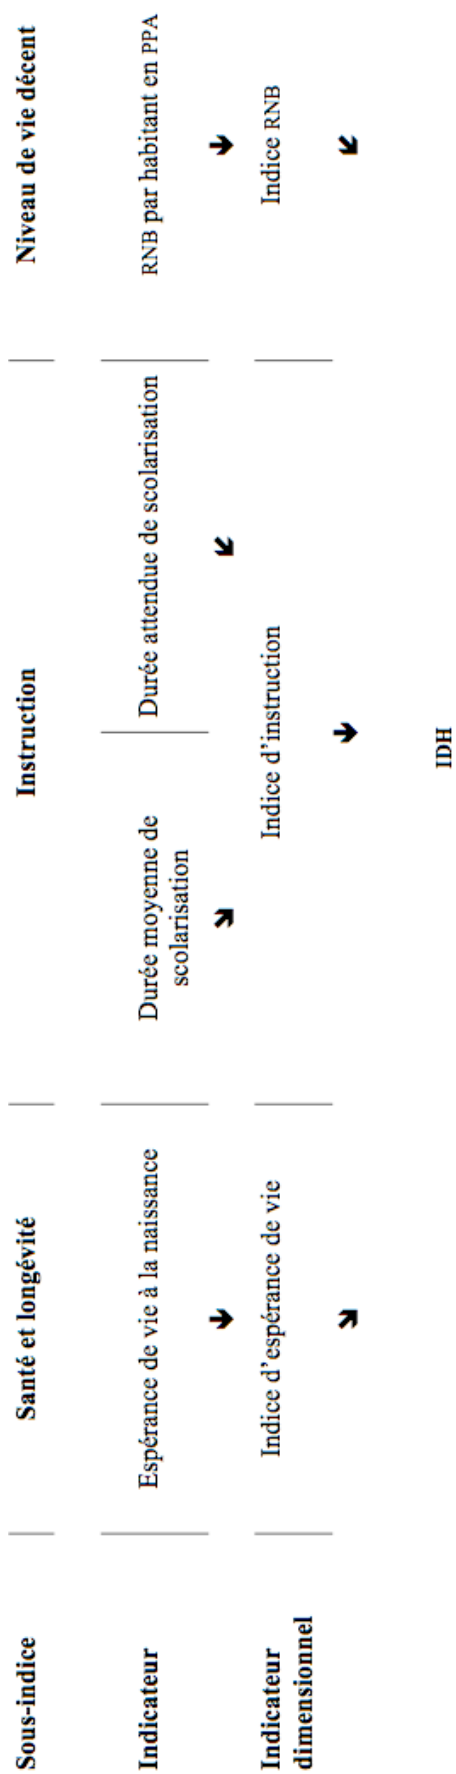 Sous-indice
Santé et longévité
Instruction
Niveau de vie décent
Indicateur
Espérance de vie à la naissance
Durée moyenne de
scolarisation
Durée attendue de scolarisation
RNB par habitant en PPA
Indicateur
dimensionnel
Indice d'espérance de vie
Indice d'instruction
Indice RNB
IDH